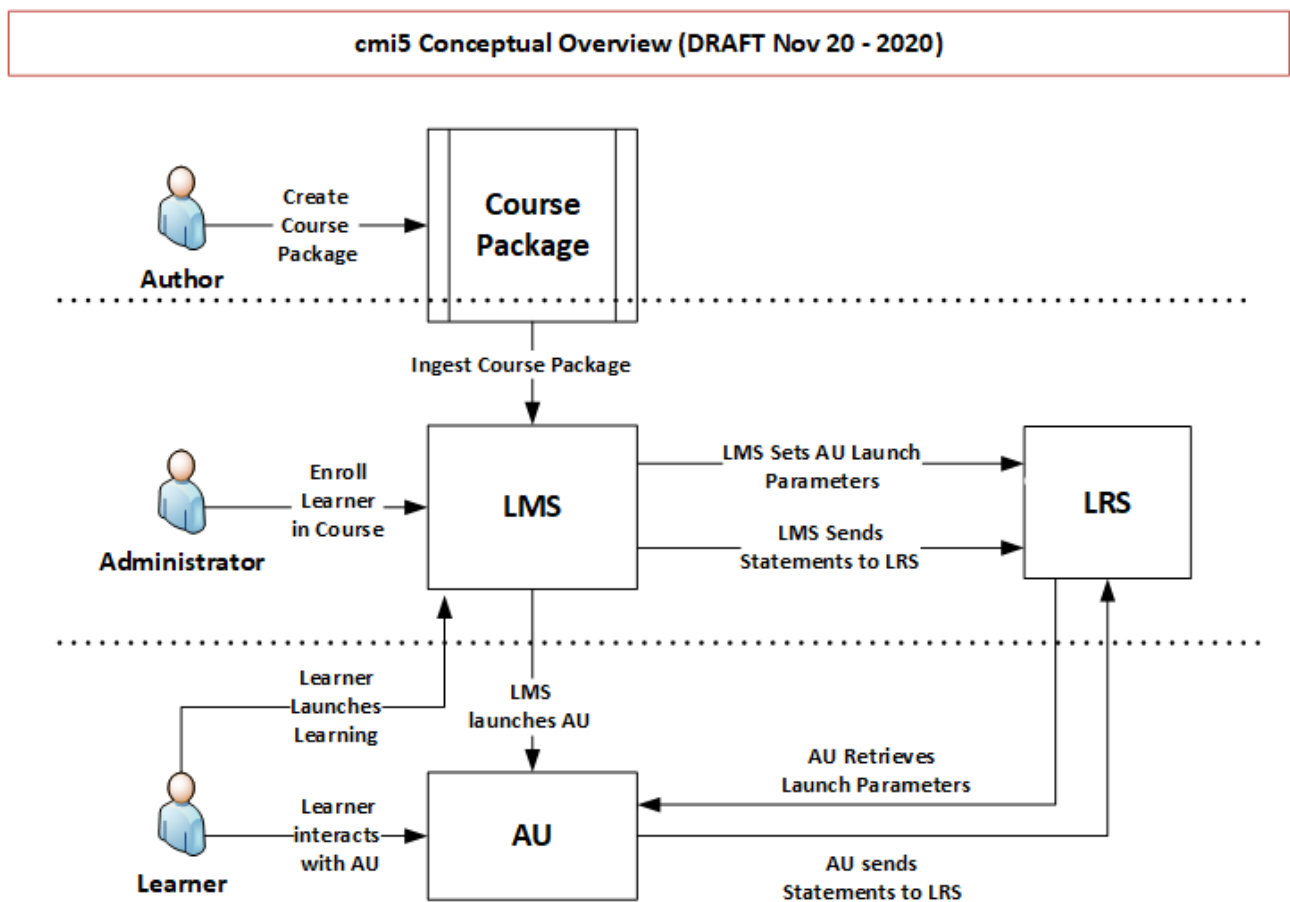 cmi5 Conceptual Overview (DRAFT Nov 20 - 2020)
Create
Course
Package
Course
Package
Author
Ingest Course Package
Enroll
Learner
in Course
Administrator
LMS
LMS Sets AU Launch
Parameters
LMS Sends
Statements to LRS
LRS
Learner
Launches
Learning
LMS
launches AU
AU Retrieves
Launch Parameters
Learner
interacts
with AU
Learner
AU
AU sends
Statements to LRS